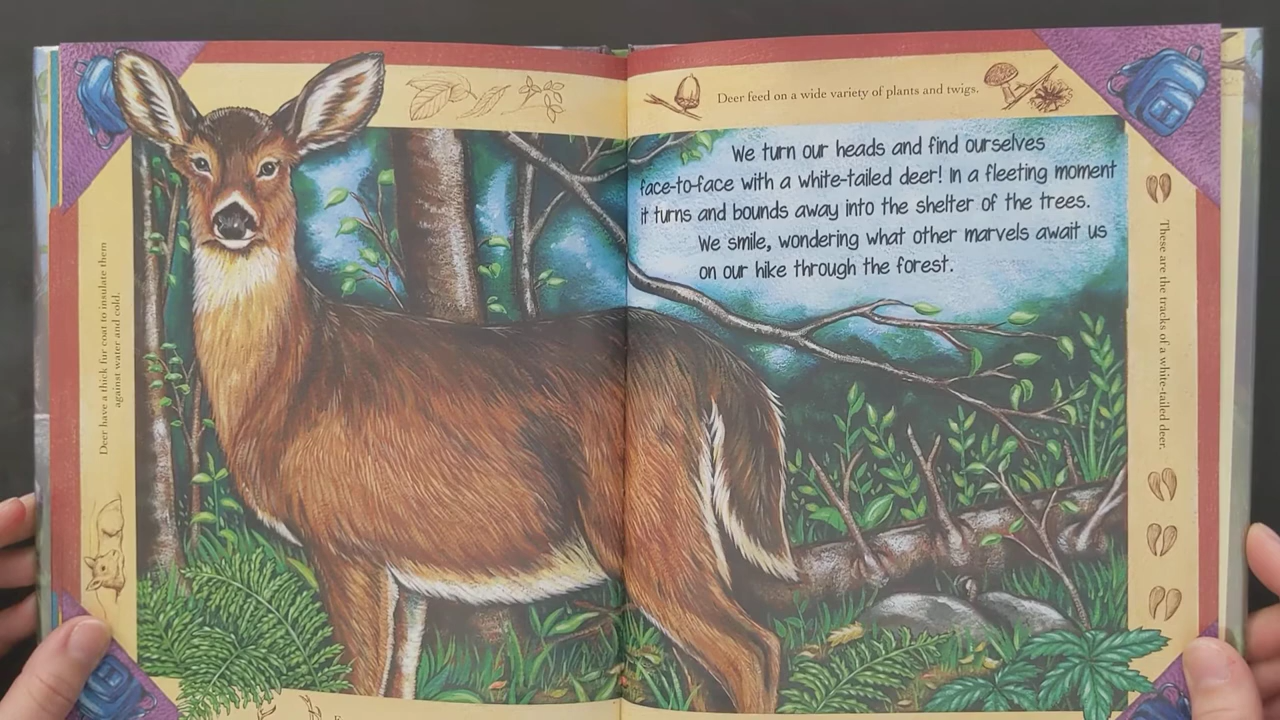 Deer feed on a wide variety of plants and twigs.
We turn our heads and find ourselves
face-to-face with a white-tailed deer! In a fleeting moment
it turns and bounds away into the shelter of the trees.
We smile, wondering what other marvels await us
on our hike through the forest.
Deer have a thick fur coat to insulate them
against water and cold.
These are the tracks of a white-tailed deer.